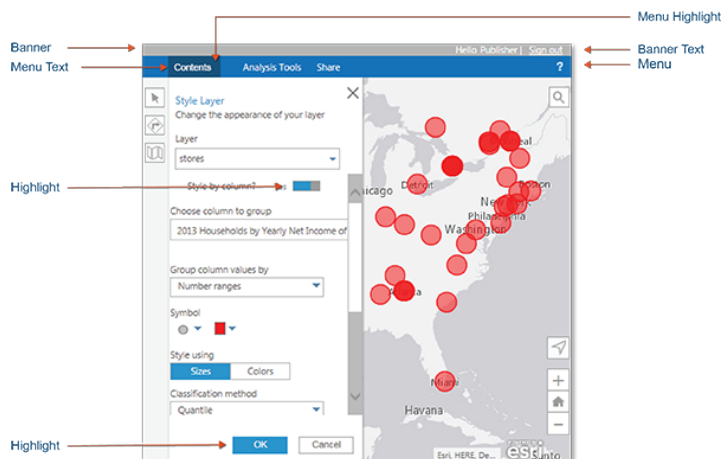 Menu Highlight
Banner
Hello Publisher | Sign out
Banner Text
Menu Text
Contents Analysis Tools Share ?
Menu
Style Layer
Change the appearance of your layer
Layer
stores
Highlight
Style by column?
Choose column to group
2013 Households by Yearly Net Income of
Group column values by
Number ranges
Symbol
Style using
Sizes Colors
Classification method
Quantile
Highlight
OK Cancel
Detroit
Boston
Washington
Philadelphia
Miami
Havana
Esri, HERE, De...
esri